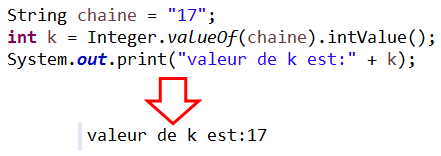 String chaine = "17";
int k = Integer.valueOf(chaine).intValue();
System.out.print("valeur de k est:" + k);
valeur de k est:17